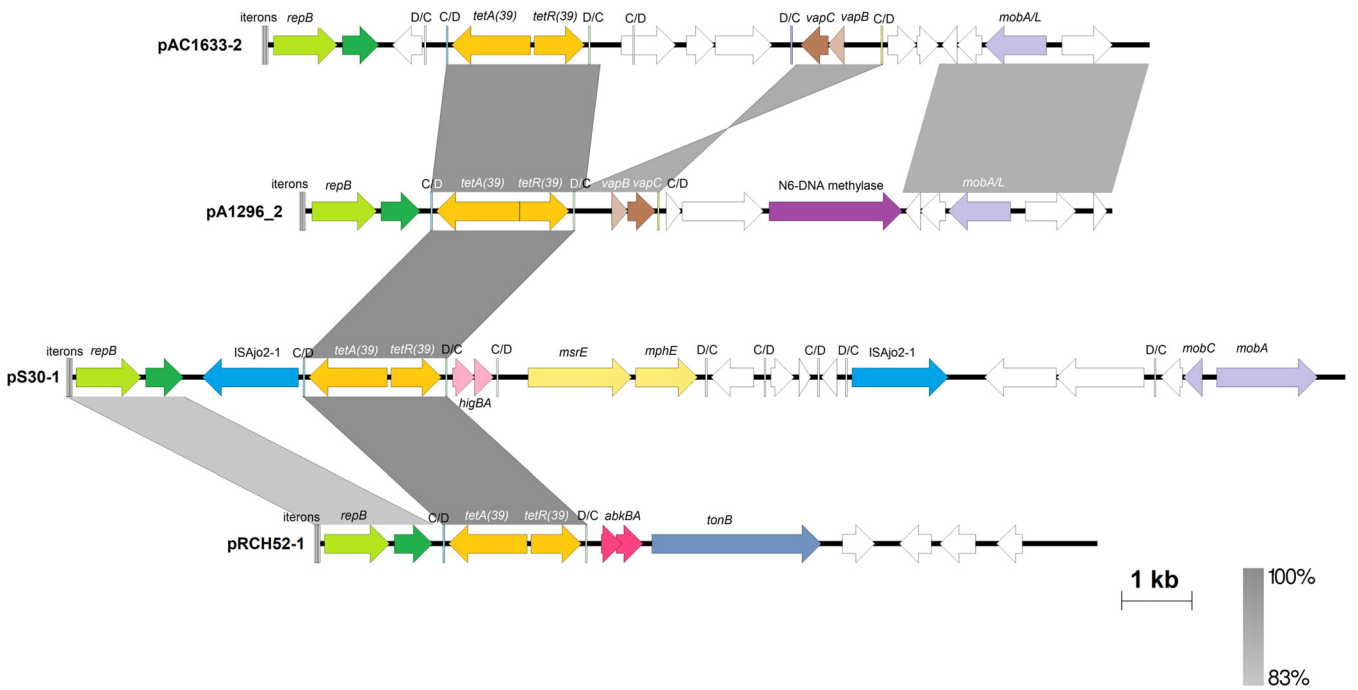 iterons repB D/C C/D tetA(39) tetR(39) D/C C/D D/C vapC vapB C/D mobA/L
pAC1633-2
iterons repB C/D tetA(39) tetR(39) D/C vapB vapC C/D N6-DNA methylase mobA/L
pA1296_2
iterons repB ISAjo2-1 C/D tetA(39) tetR(39) D/C C/D msrE mphE D/C C/D C/D D/C ISAjo2-1 D/C mobC mobA
pS30-1
higBA
iterons repB C/D tetA(39) tetR(39) D/C abkBA tonB
pRCH52-1
1 kb
100%
83%